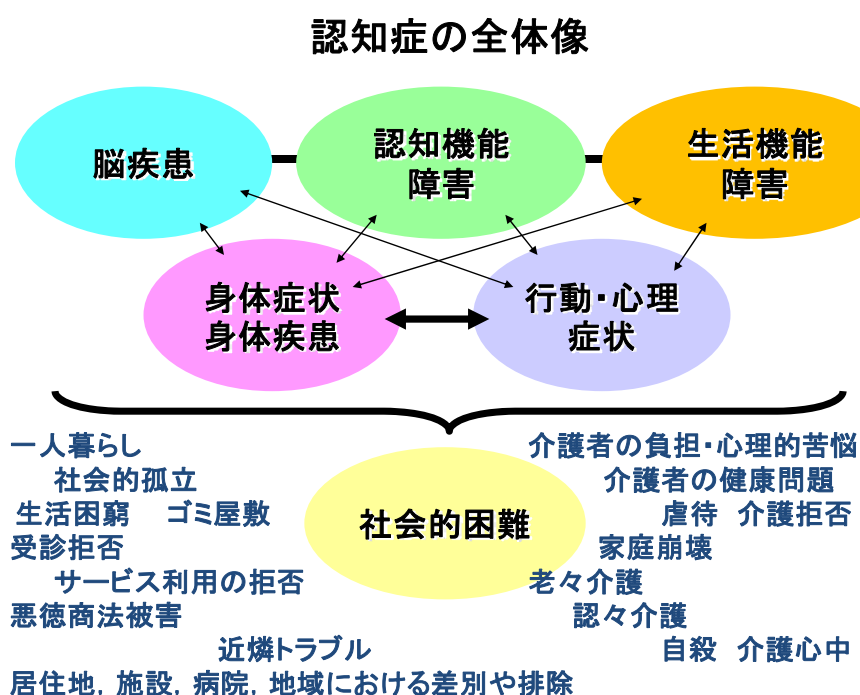 認知症の全体像
脳疾患
認知機能
障害
生活機能
障害
身体症状
身体疾患
行動・心理
症状
社会的困難
一人暮らし
社会的孤立
生活困窮 ゴミ屋敷
受診拒否
サービス利用の拒否
悪徳商法被害
近燐トラブル
居住地，施設，病院，地域における差別や排除
介護者の負担・心理的苦悩
介護者の健康問題
虐待 介護拒否
家庭崩壊
老々介護
認々介護
自殺 介護心中